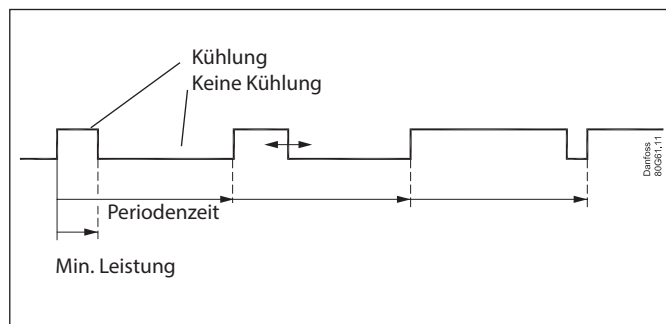 Kühlung
Keine Kühlung
Periodenzeit
Min. Leistung
Danfoss
80G61.11